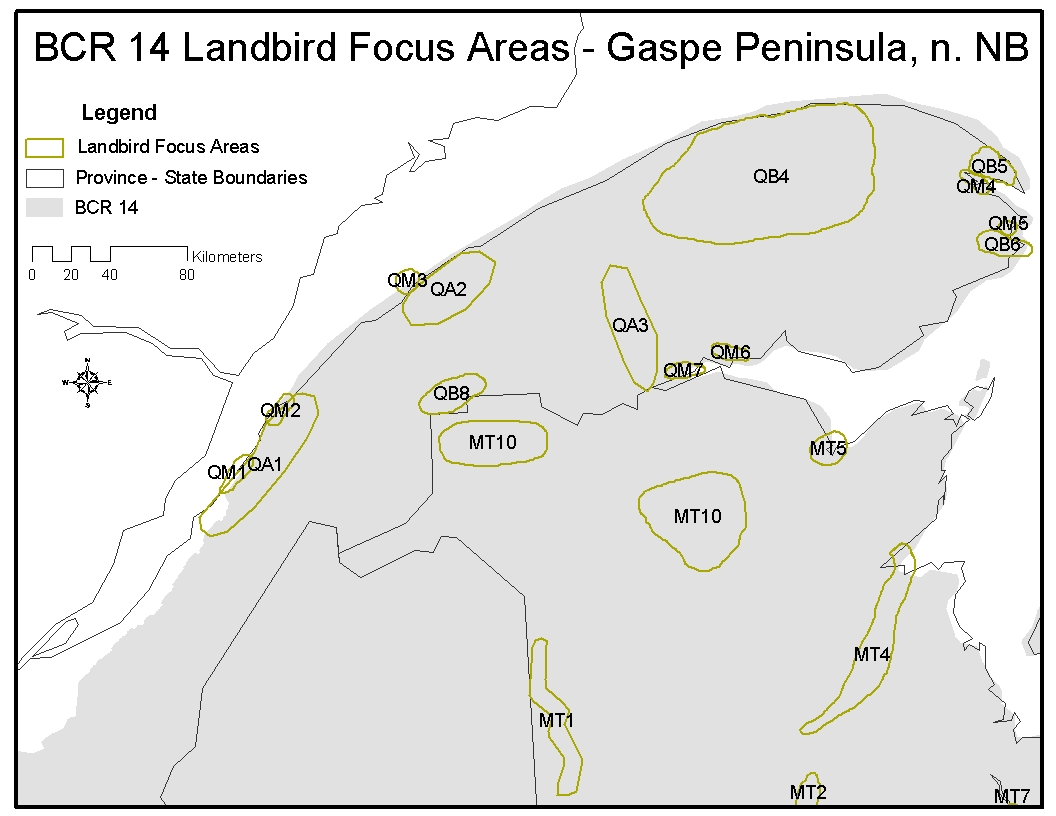 BCR 14 Landbird Focus Areas - Gaspe Peninsula, n. NB
Legend
Landbird Focus Areas
Province - State Boundaries
BCR 14
Kilometers
0 20 40 80
N
W E
S
QB4
QB5
QM4
QM5
QB6
QM3
QA2
QA3
QM6
QM7
QB8
QM2
MT10
MT5
QM1
QA1
MT10
MT4
MT1
MT2
MT7